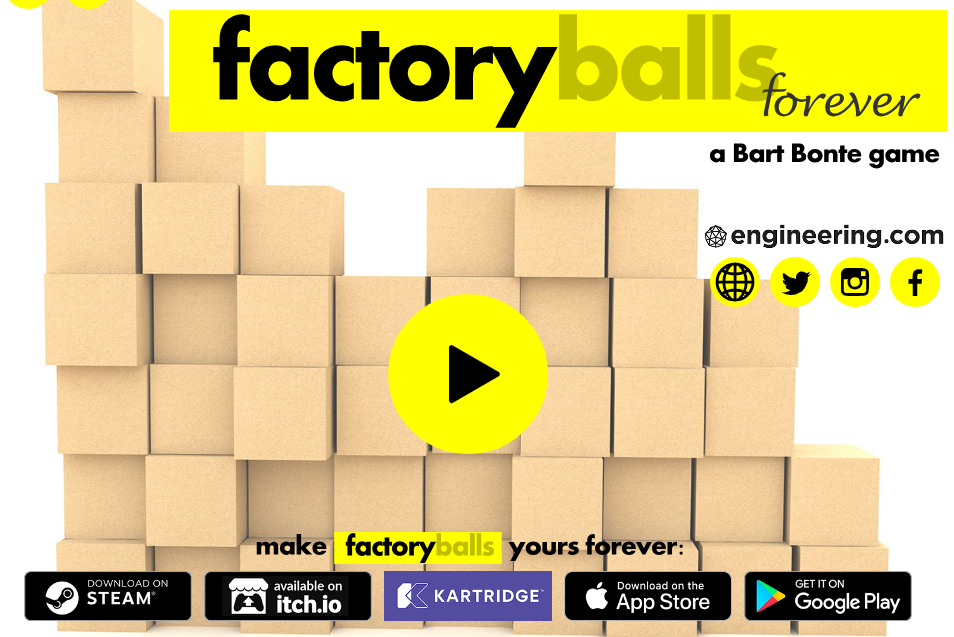 factoryballs
forever
a Bart Bonte game
engineering.com
make factoryballs yours forever:
DOWNLOAD ON
STEAM®
available on
itch.io
KARTRIDGE™
Download on the
App Store
GET IT ON
Google Play